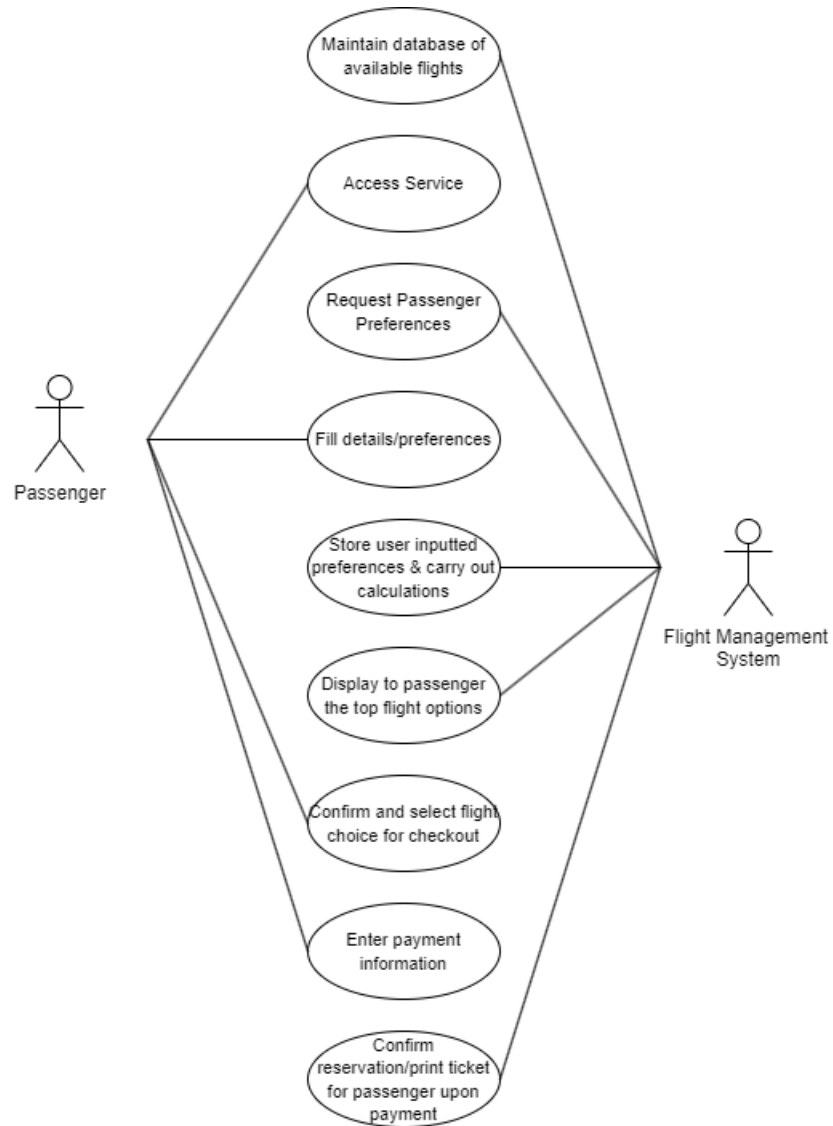 Maintain database of
available flights
Access Service
Request Passenger
Preferences
Fill details/preferences
Passenger
Store user inputted
preferences & carry out
calculations
Flight Management
System
Display to passenger
the top flight options
Confirm and select flight
choice for checkout
Enter payment
information
Confirm
reservation/print ticket
for passenger upon
payment